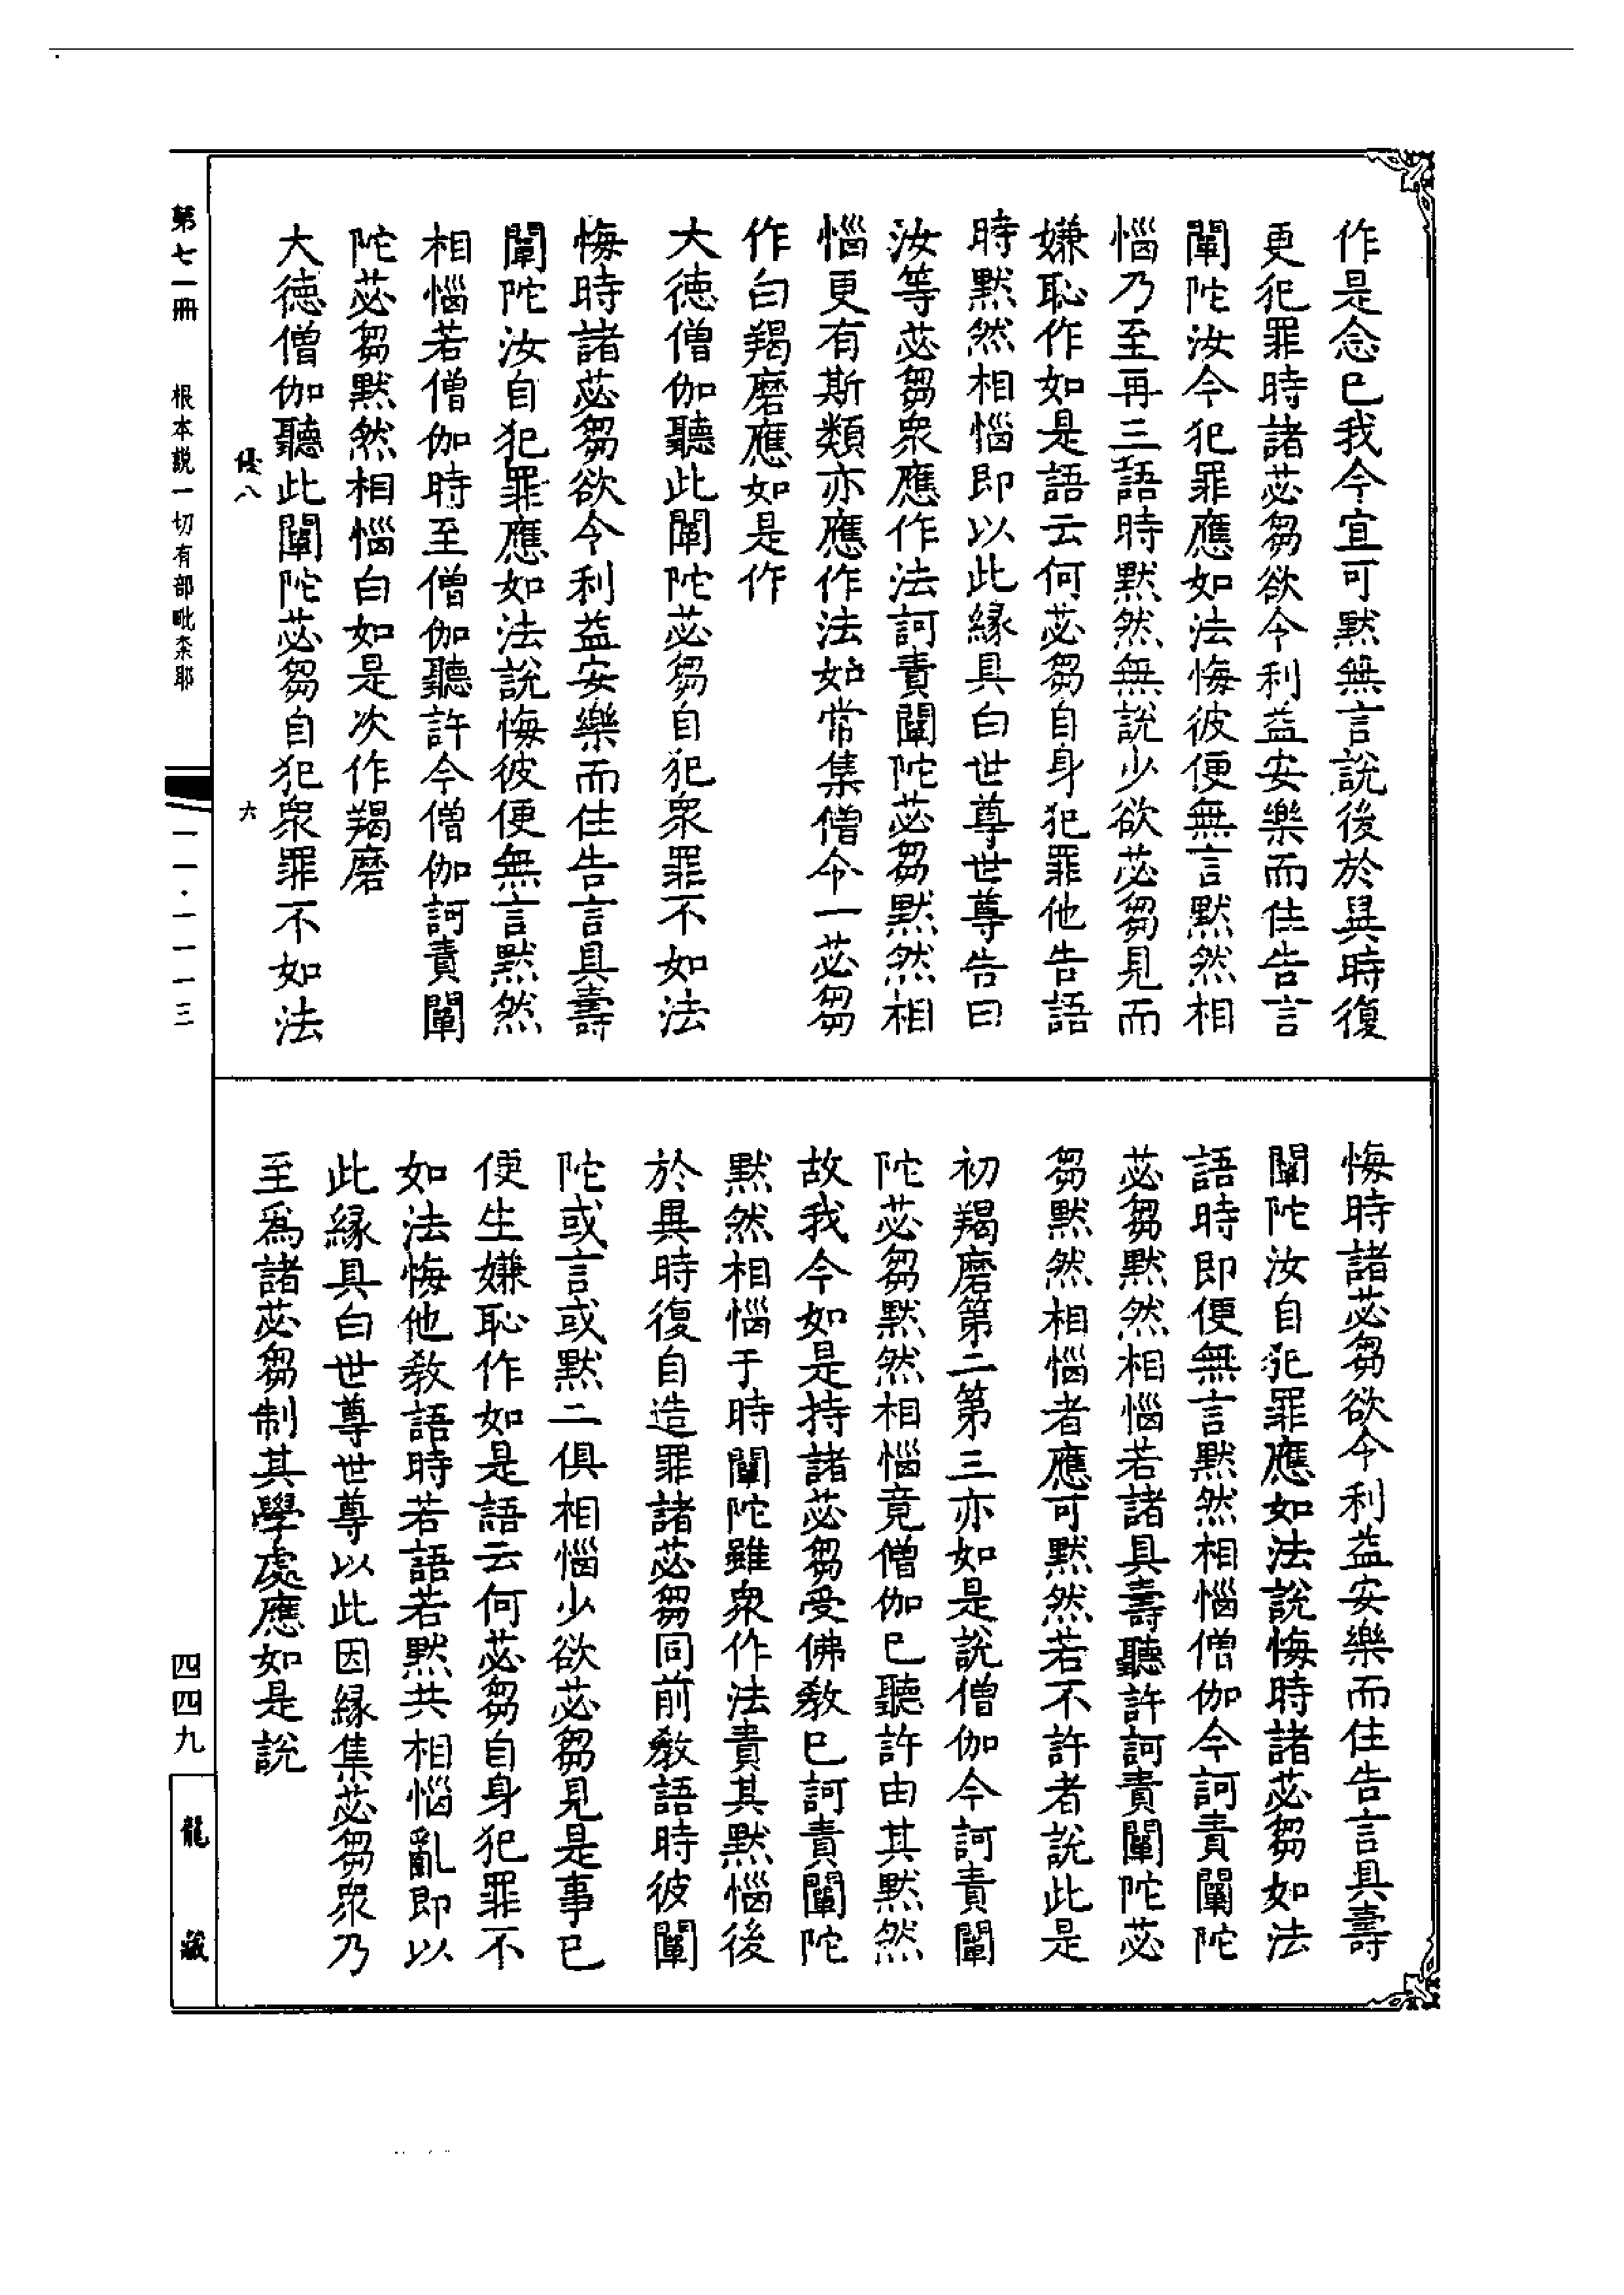 作是念已我今宜可默無言說後於異時復
更犯罪時諸苾芻欲令利益安樂而住告言
闡陀汝今犯罪應如法悔彼便無言默然相
惱乃至再三語時默然無說少欲苾芻見而
嫌恥作如是語云何苾芻自身犯罪他告語
時默然相惱即以此緣具白世尊世尊告曰
汝等苾芻眾應作法訶責闡陀苾芻默然相
惱更有斯類亦應作法如常集僧令一苾芻
作白羯磨應如是作
大德僧伽聽此闡陀苾芻自犯眾罪不如法
悔時諸苾芻欲令利益安樂而住告言具壽
闡陀汝自犯罪應如法說悔彼便無言默然
相惱若僧伽時至僧伽聽許今僧伽訶責闡
陀苾芻默然相惱白如是次作羯磨
大德僧伽聽此闡陀苾芻自犯眾罪不如法
悔時諸苾芻欲令利益安樂而住告言具壽
闡陀汝自犯罪應如法說悔時諸苾芻如法
語時即便無言默然相惱僧伽今訶責闡陀
苾芻默然相惱若諸具壽聽許訶責闡陀苾
芻默然相惱者應可默然若不許者說此是
初羯磨第二第三亦如是說僧伽今訶責闡
陀苾芻默然相惱竟僧伽已聽許由其默然
故我今如是持諸苾芻受佛教已訶責闡陀
默然相惱于時闡陀雖眾作法責其默惱後
於異時復自造罪諸苾芻同前教語時彼闡
陀或言或默二俱相惱少欲苾芻見是事已
便生嫌恥作如是語云何苾芻自身犯罪不
如法悔他教語時若語若默共相惱亂即以
此緣具白世尊世尊以此因緣集苾芻眾乃
至為諸苾芻制其學處應如是說
優八
六
第七一冊
根本説一切有部毗柰耶
一一·一一一三
四四九
龍藏